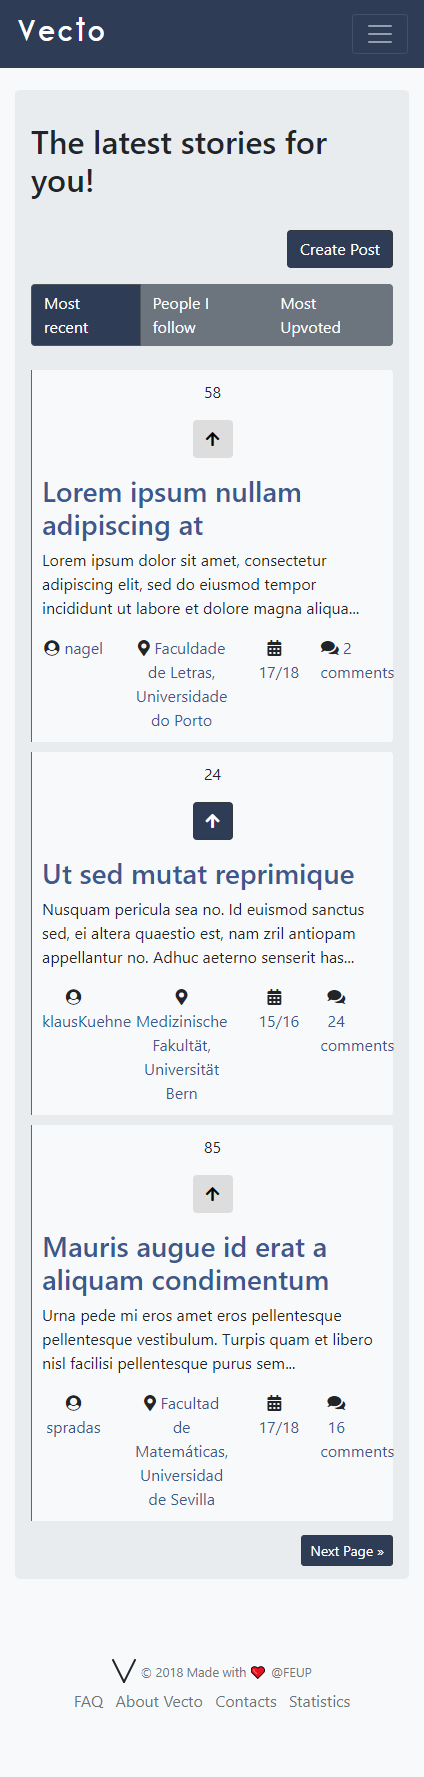 Vecto
The latest stories for
you!
Create Post
Most
recent
People I
follow
Most
Upvoted
58
Lorem ipsum nullam
adipiscing at
Lorem ipsum dolor sit amet, consectetur
adipiscing elit, sed do eiusmod tempor
incididunt ut labore et dolore magna aliqua...
nagel
Faculdade
de Letras,
Universidade
do Porto
17/18
2
comments
24
Ut sed mutat reprimique
Nusquam pericula sea no. Id euismod sanctus
sed, ei altera quaestio est, nam zril antiopam
appellantur no. Adhuc aeterno senserit has...
klausKuehne
Medizinische
Fakultät,
Universität
Bern
15/16
24
comments
85
Mauris augue id erat a
aliquam condimentum
Urna pede mi eros amet eros pellentesque
pellentesque vestibulum. Turpis quam et libero
nisl facilisi pellentesque purus sem...
spradas
Facultad
de
Matemáticas,
Universidad
de Sevilla
17/18
16
comments
Next Page »
© 2018 Made with ❤ @FEUP
FAQ About Vecto Contacts Statistics